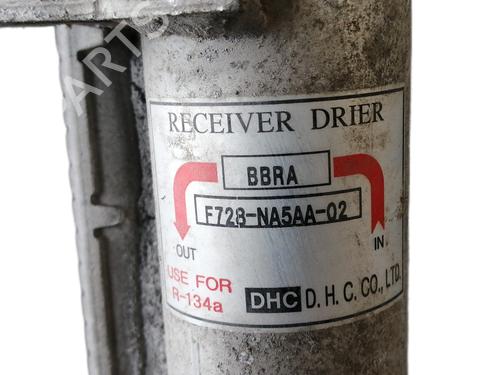 RECEIVER DRIER
BBRA
F728-NA5AA-02
OUT
IN
USE FOR
R-134a
DHC D. H. C. CO., LTD.